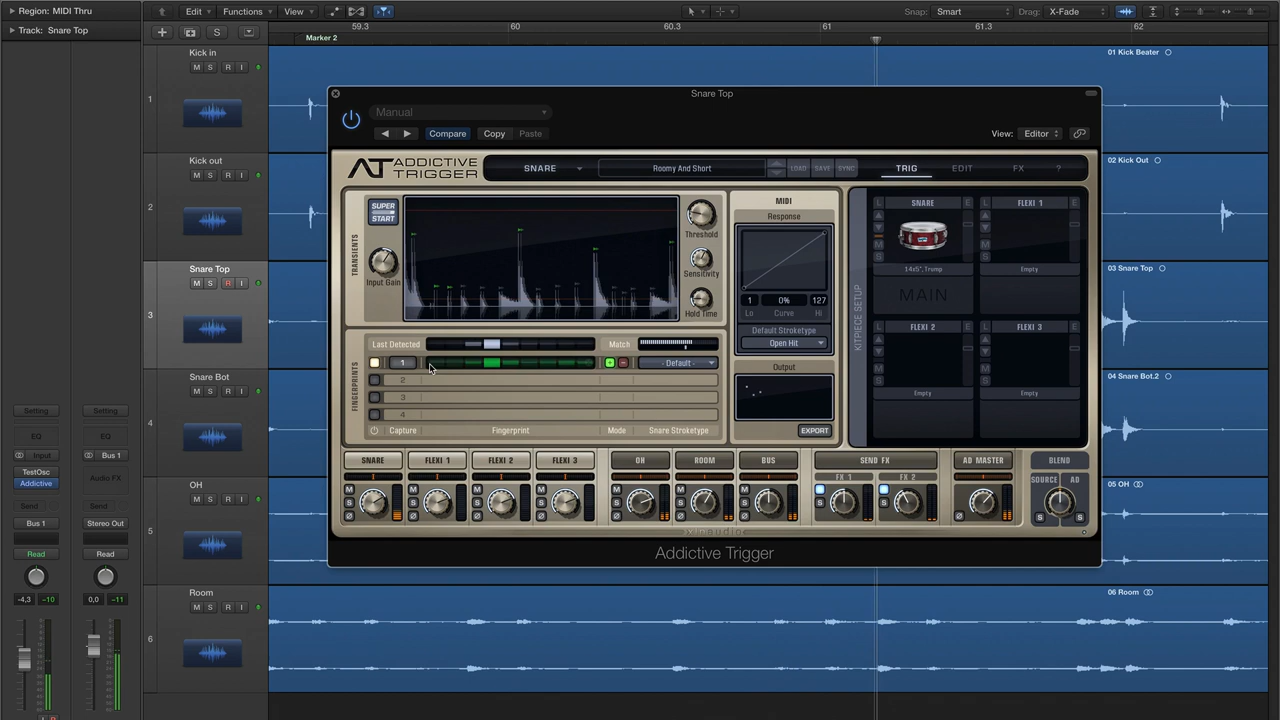 Region: MIDI Thru
Edit Functions View
Snap: Smart Drag: X-Fade
Track: Snare Top
S
59.3 60 60.3 61 61.3 62
Marker 2
Kick in
M S R I
1
01 Kick Beater
Kick out
M S R I
2
02 Kick Out
Snare Top
M S R I
3
03 Snare Top
Snare Bot
M S R I
4
04 Snare Bot.2
OH
M S R I
5
05 OH
Room
M S R I
6
06 Room
Setting Setting
EQ EQ
Input Bus 1
TestOsc Audio FX
Addictive
Send Send
Bus 1 Stereo Out
Read Read
-4,3 -10 0,0 -11
Snare Top
Manual
Compare Copy Paste
View: Editor
AT ADDICTIVE TRIGGER
SNARE
Roomy And Short
LOAD SAVE SYNC
TRIG EDIT FX ?
TRANSIENTS
SUPER START
Input Gain
Threshold
Sensitivity
Hold Time
FINGERPRINTS
Last Detected Match
1 - Default -
2
3
4
Capture Fingerprint Mode Snare Stroketype
MIDI
Response
1 0% 127
Lo Curve Hi
Default Stroketype
Open Hit
Output
EXPORT
KITPIECE SETUP
L SNARE E L FLEXI 1 E
M M
S S
14x5", Trump Empty
MAIN
L FLEXI 2 E L FLEXI 3 E
M M
S S
Empty Empty
SNARE FLEXI 1 FLEXI 2 FLEXI 3 OH ROOM BUS SEND FX AD MASTER BLEND
FX 1 FX 2 SOURCE AD
M M M M M M M
S S S S S S S
S S
xlnaudio
Addictive Trigger